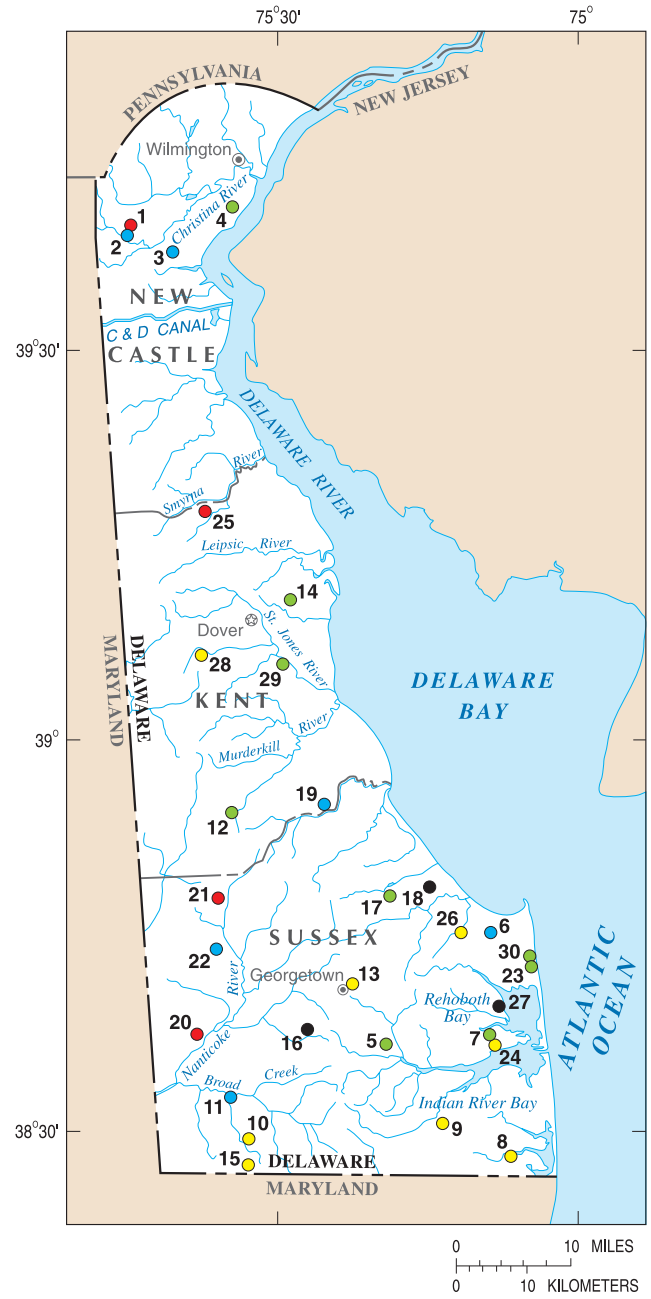 75°30'
75°
PENNSYLVANIA
NEW JERSEY
Wilmington
1
2
3
4
Christina River
NEW
C & D CANAL
CASTLE
39°30'
DELAWARE RIVER
Smyrna River
25
Leipsic River
14
Dover
St. Jones River
28
29
KENT
MARYLAND
DELAWARE
DELAWARE
BAY
39°
Murderkill River
19
12
21
17
18
26
6
SUSSEX
22
30
23
Georgetown
13
River
Rehoboth
Bay
27
20
Nanticoke
16
5
7
24
ATLANTIC
OCEAN
Broad Creek
11
Indian River Bay
10
9
8
15
38°30'
DELAWARE
MARYLAND
0 10 MILES
0 10 KILOMETERS